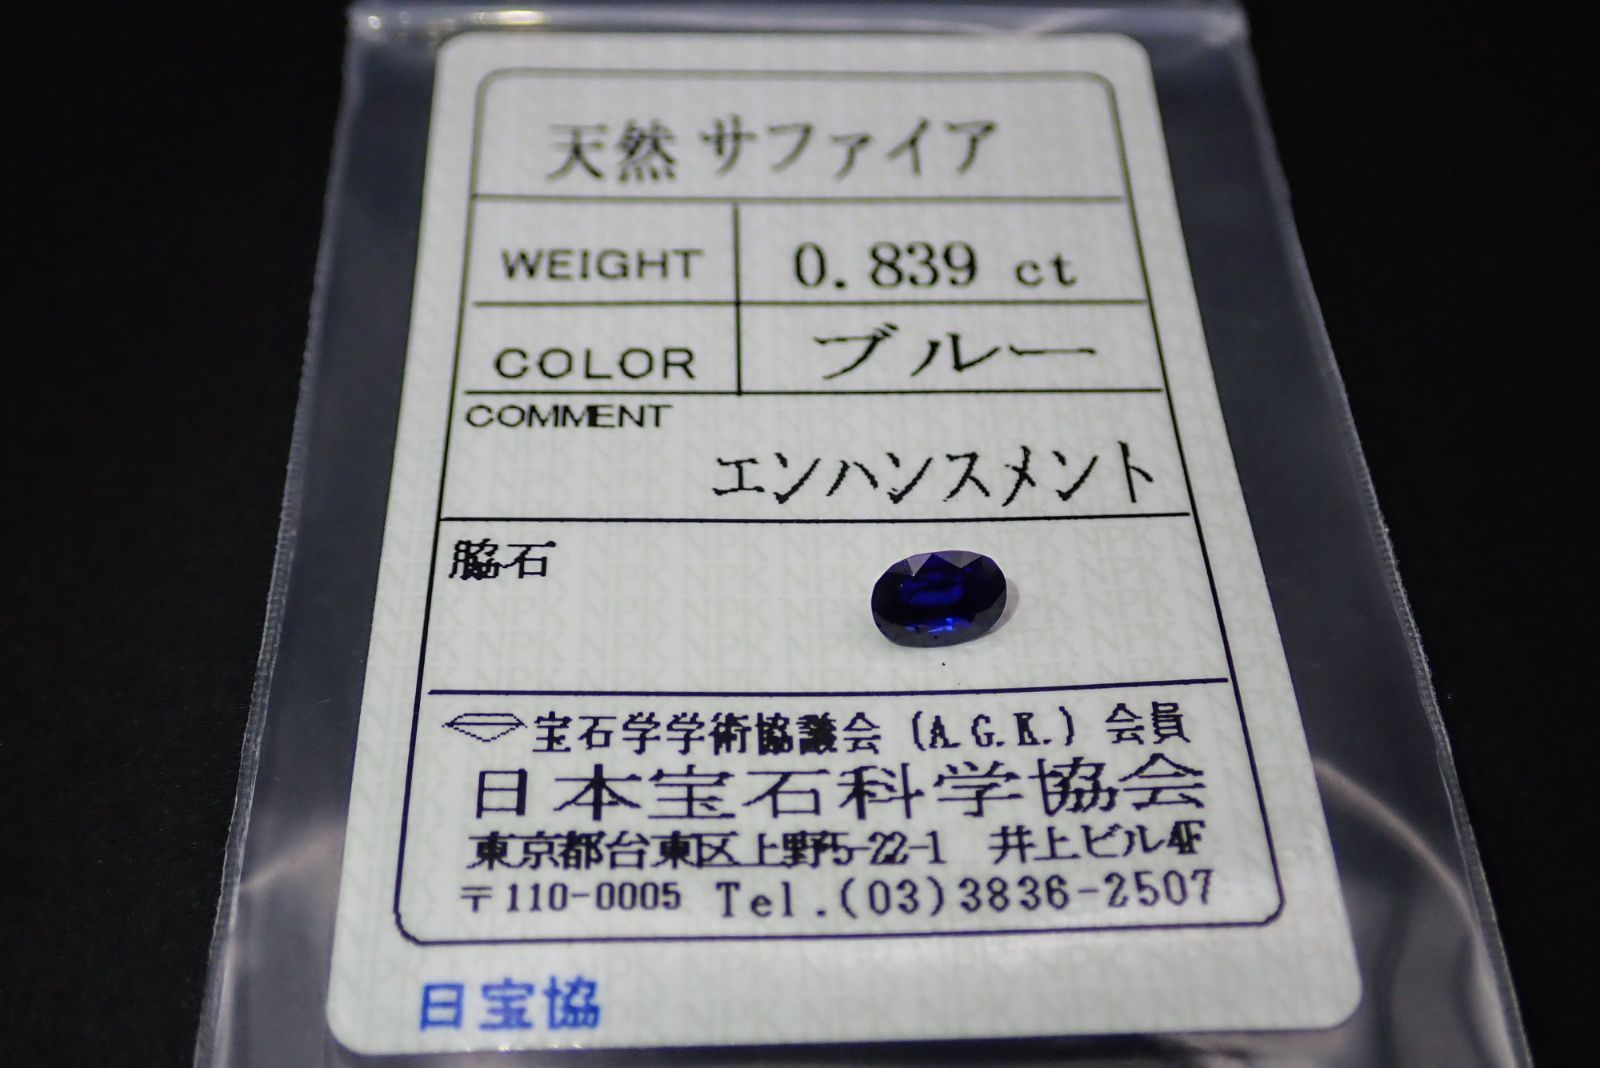 天然 サファイア
WEIGHT 0.839 ct
COLOR ブルー
COMMENT
エンハンスメント
脇石
宝石学学術協議会 (A.G.K.) 会員
日本宝石科学協会
東京都台東区上野5-22-1 井上ビル4F
〒110-0005 Tel.(03)3836-2507
日宝協